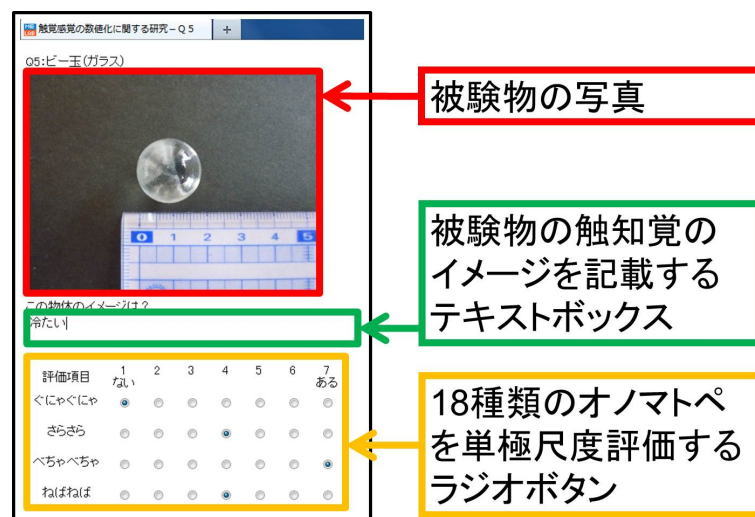 触覚感覚の数値化に関する研究－Q5
+
Q5:ビー玉(ガラス)
0 1 2 3 4 5
この物体のイメージは？
冷たい
評価項目 1 2 3 4 5 6 7
ない ある
ぐにゃぐにゃ
さらさら
べちゃべちゃ
ねばねば
被験物の写真
被験物の触知覚の
イメージを記載する
テキストボックス
18種類のオノマトペ
を単極尺度評価する
ラジオボタン